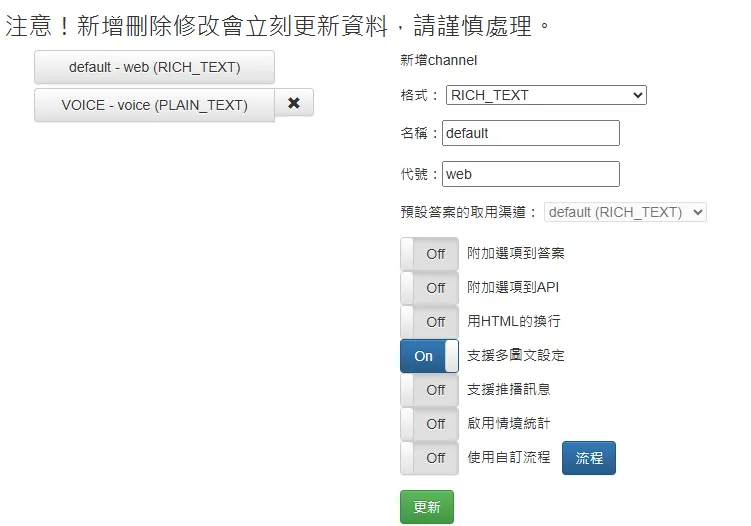 注意！新增刪除修改會立刻更新資料，請謹慎處理。
default - web (RICH_TEXT)
VOICE - voice (PLAIN_TEXT) ✖
新增channel
格式： RICH_TEXT
名稱： default
代號： web
預設答案的取用渠道： default (RICH_TEXT)
Off 附加選項到答案
Off 附加選項到API
Off 用HTML的換行
On 支援多圖文設定
Off 支援推播訊息
Off 啟用情境統計
Off 使用自訂流程 流程
更新